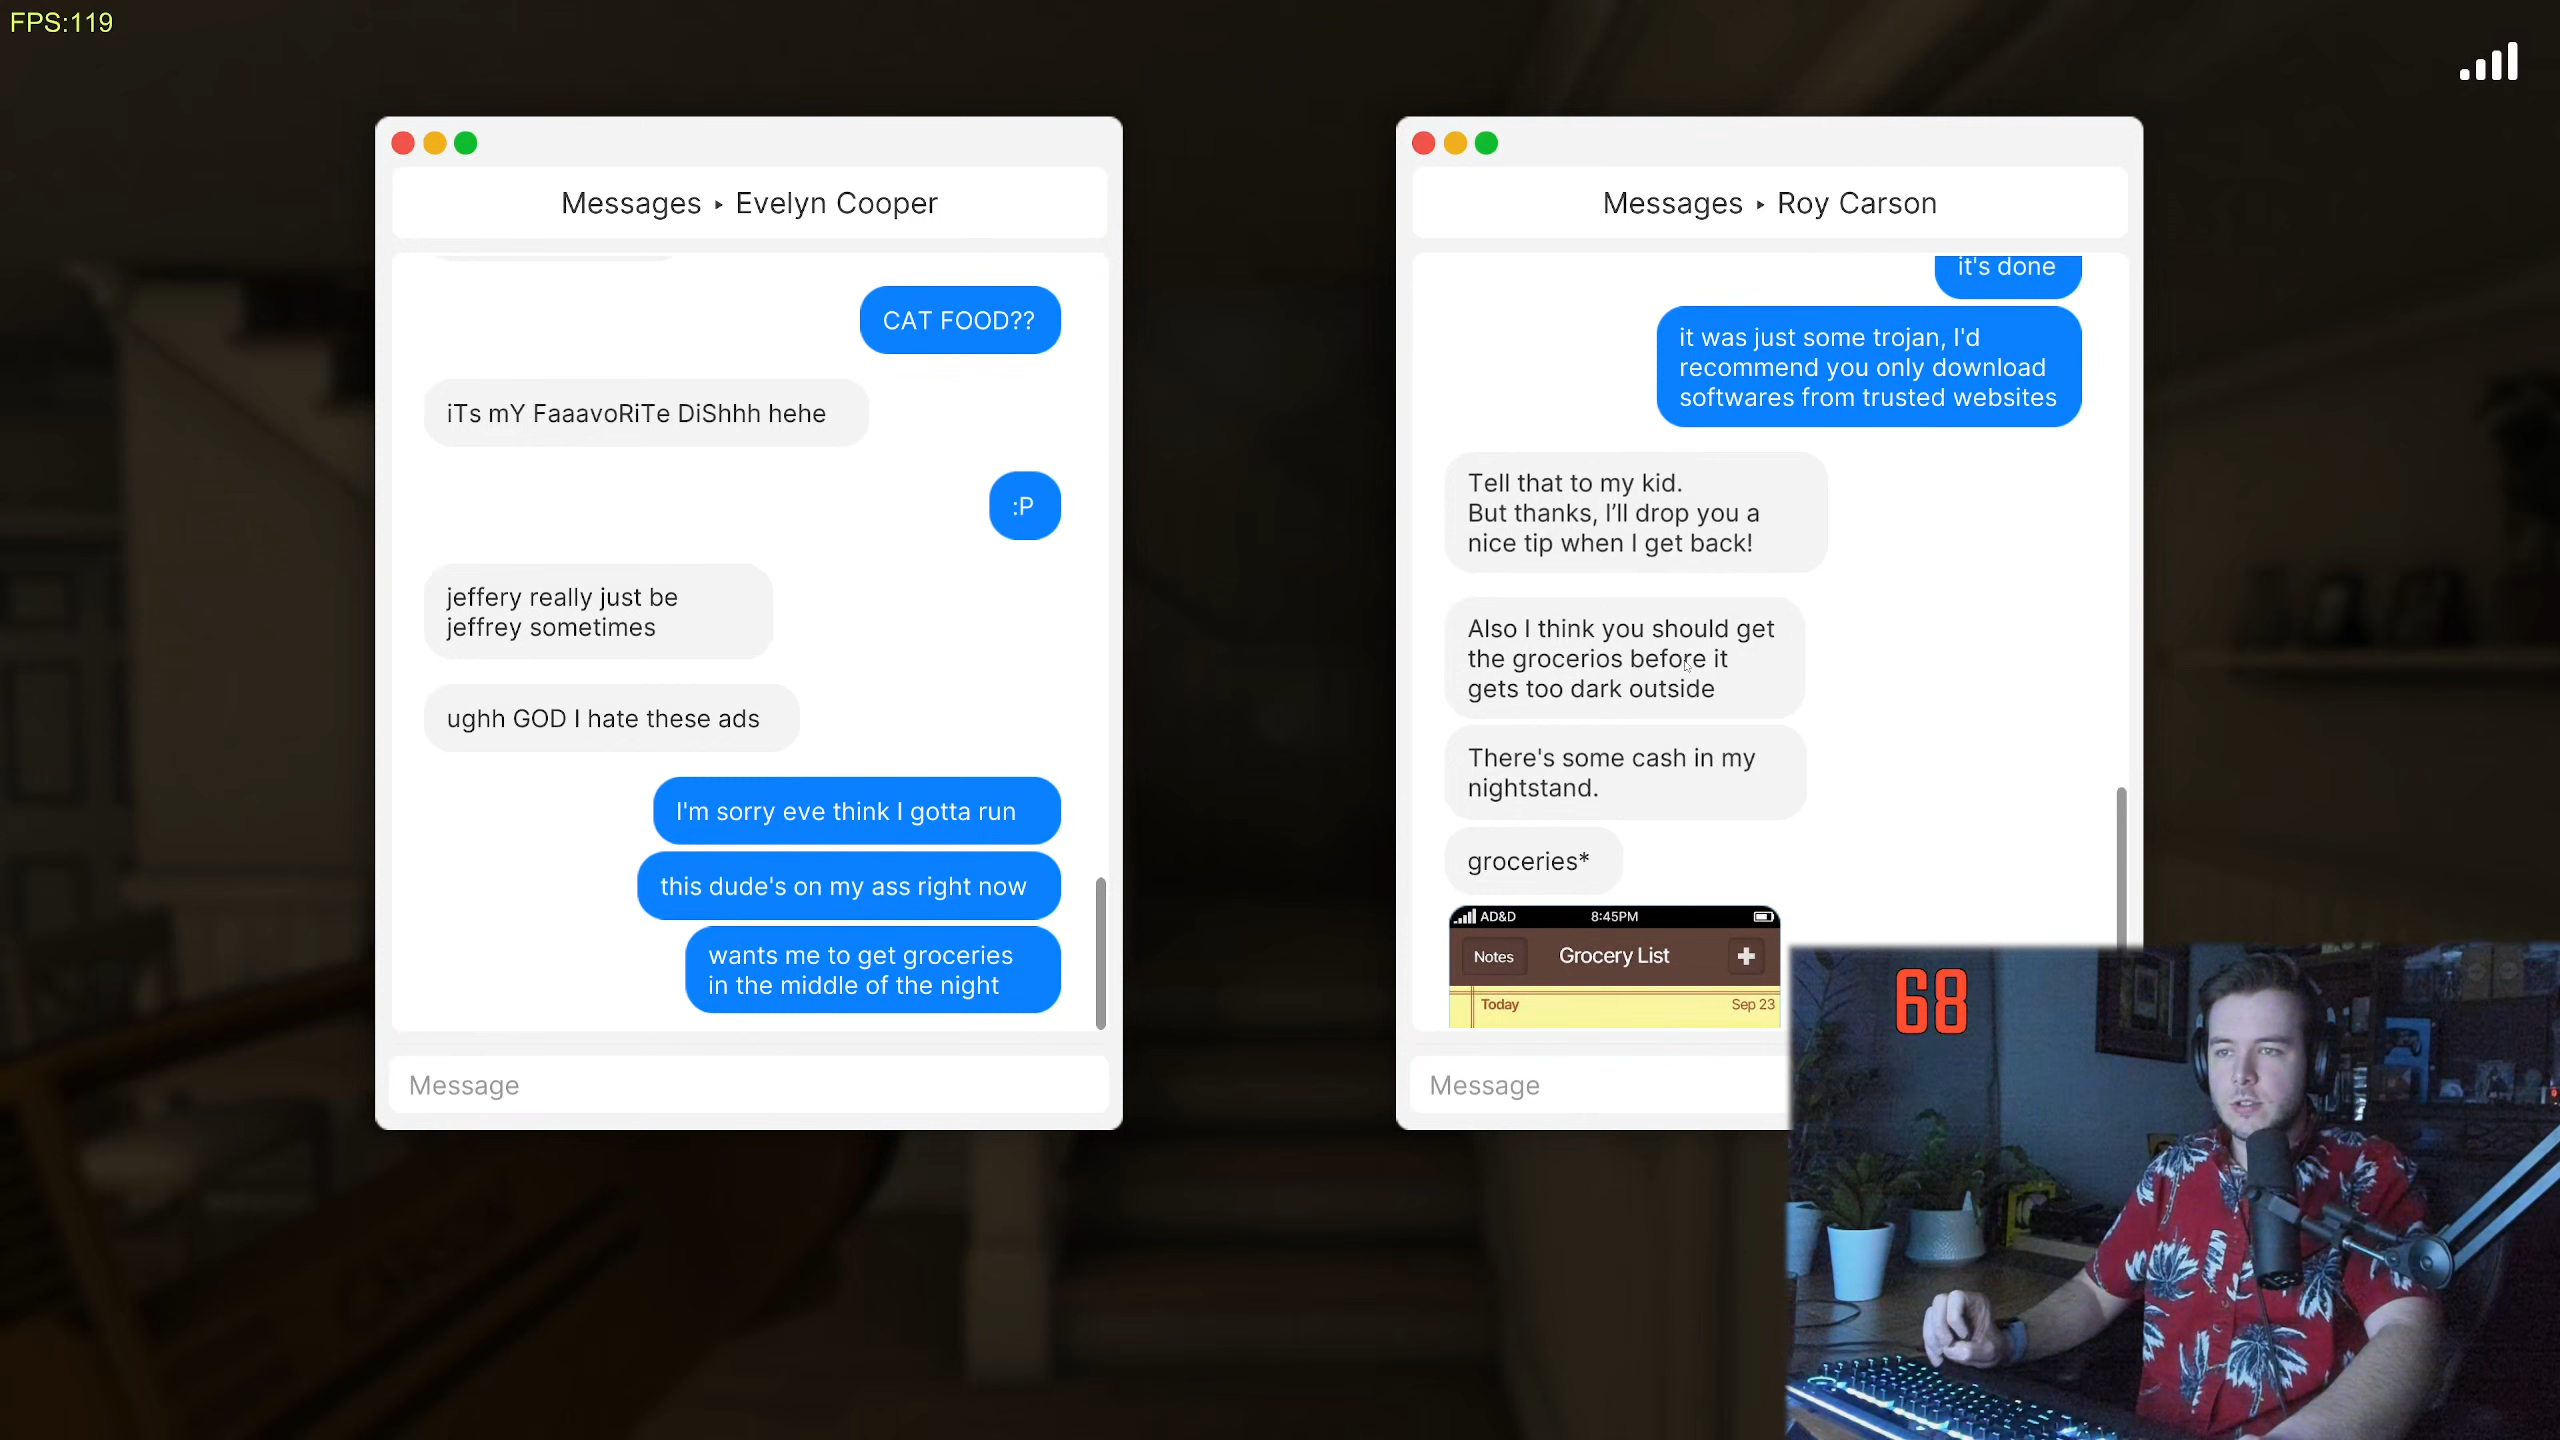 FPS:119
Messages ▸ Evelyn Cooper
CAT FOOD??
iTs mY FaaavoRiTe DiShhh hehe
:P
jeffery really just be
jeffrey sometimes
ughh GOD I hate these ads
I'm sorry eve think I gotta run
this dude's on my ass right now
wants me to get groceries
in the middle of the night
Message
Messages ▸ Roy Carson
it's done
it was just some trojan, I'd
recommend you only download
softwares from trusted websites
Tell that to my kid.
But thanks, I'll drop you a
nice tip when I get back!
Also I think you should get
the grocerios before it
gets too dark outside
There's some cash in my
nightstand.
groceries*
AD&D 8:45PM
Notes Grocery List +
Today Sep 23
Message
68